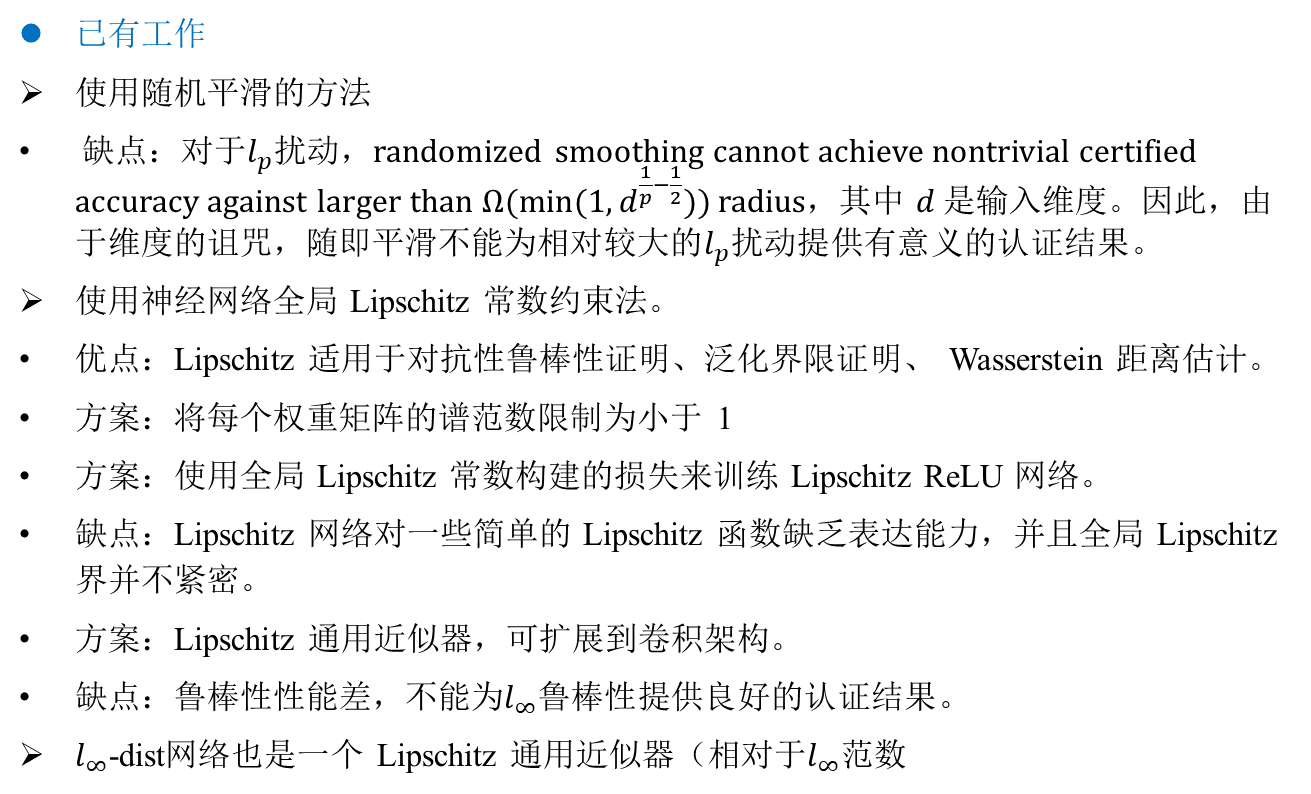 ● 已有工作
➢ 使用随机平滑的方法
• 缺点：对于$l_p$扰动，randomized smoothing cannot achieve nontrivial certified
accuracy against larger than $\Omega(\min(1, d^{\frac{1}{p}-\frac{1}{2}}))$ radius，其中 $d$ 是输入维度。因此，由
于维度的诅咒，随即平滑不能为相对较大的$l_p$扰动提供有意义的认证结果。
➢ 使用神经网络全局 Lipschitz 常数约束法。
• 优点：Lipschitz 适用于对抗性鲁棒性证明、泛化界限证明、 Wasserstein 距离估计。
• 方案：将每个权重矩阵的谱范数限制为小于 1
• 方案：使用全局 Lipschitz 常数构建的损失来训练 Lipschitz ReLU 网络。
• 缺点：Lipschitz 网络对一些简单的 Lipschitz 函数缺乏表达能力，并且全局 Lipschitz
界并不紧密。
• 方案：Lipschitz 通用近似器，可扩展到卷积架构。
• 缺点：鲁棒性性能差，不能为$l_\infty$鲁棒性提供良好的认证结果。
➢ $l_\infty$-dist网络也是一个 Lipschitz 通用近似器（相对于$l_\infty$范数